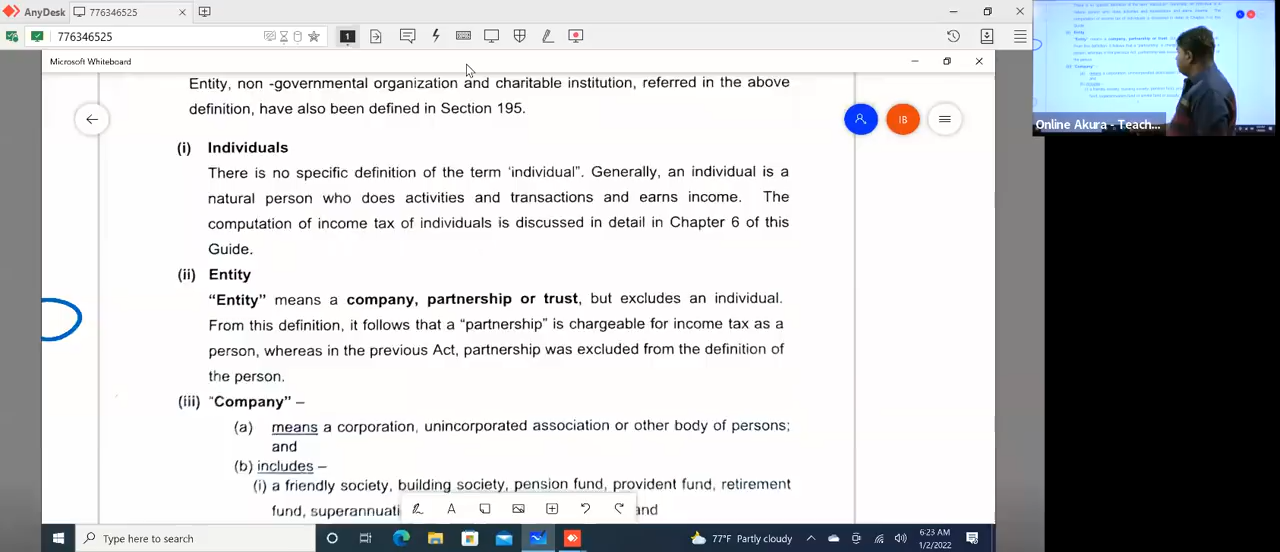 AnyDesk
776346525
776346525
1
Microsoft Whiteboard
and charitable institution, referred in the above
definition, have also been defined in section 195.
IB
(i) Individuals
There is no specific definition of the term ‘individual”. Generally, an individual is a
natural person who does activities and transactions and earns income. The
computation of income tax of individuals is discussed in detail in Chapter 6 of this
Guide.
(ii) Entity
“Entity” means a company, partnership or trust, but excludes an individual.
From this definition, it follows that a “partnership” is chargeable for income tax as a
person, whereas in the previous Act, partnership was excluded from the definition of
the person.
(iii) “Company” –
(a) means a corporation, unincorporated association or other body of persons;
and
(b) includes –
(i) a friendly society, building society, pension fund, provident fund, retirement
fund, and
Online Akura - Teach...
Type here to search
77°F Partly cloudy
6:23 AM
1/2/2022